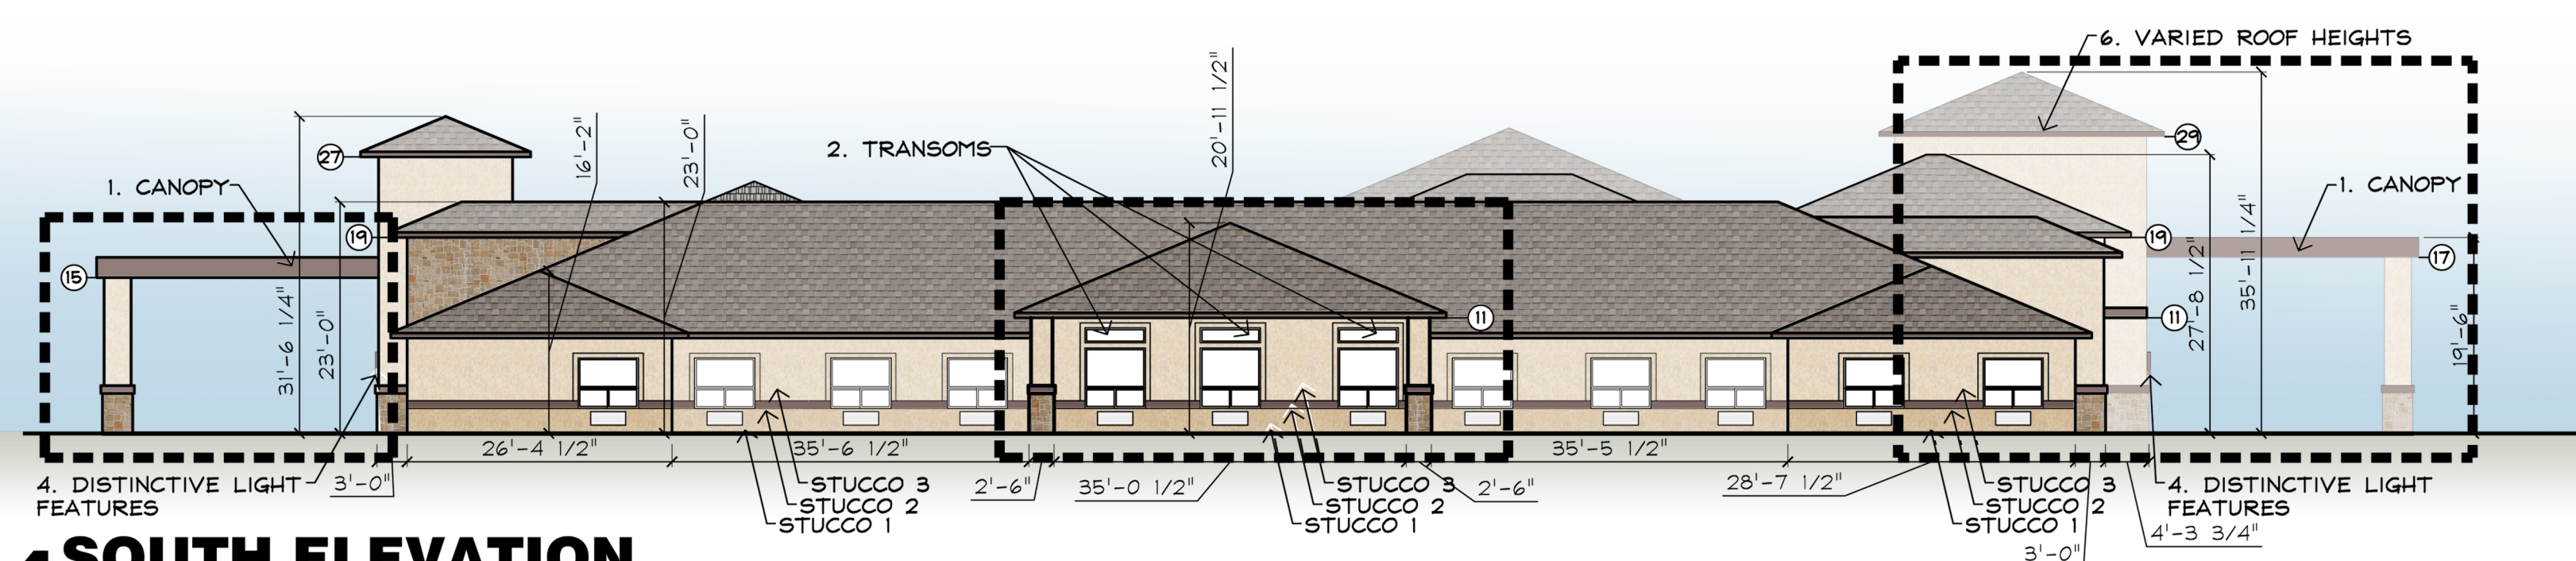 6. VARIED ROOF HEIGHTS
29
27
16'-2"
23'-0"
2. TRANSOMS
20'-11 1/2"
1. CANOPY
1. CANOPY
19
15
31'-6 1/4"
23'-0"
11
19
17
11
27'-8 1/2"
35'-11 1/4"
19'-6"
26'-4 1/2"
35'-6 1/2"
35'-5 1/2"
4. DISTINCTIVE LIGHT
FEATURES
3'-0"
STUCCO 3
STUCCO 2
STUCCO 1
2'-6"
35'-0 1/2"
STUCCO 3
STUCCO 2
STUCCO 1
2'-6"
28'-7 1/2"
STUCCO 3
STUCCO 2
STUCCO 1
3'-0"
4. DISTINCTIVE LIGHT
FEATURES
4'-3 3/4"
SOUTH ELEVATION